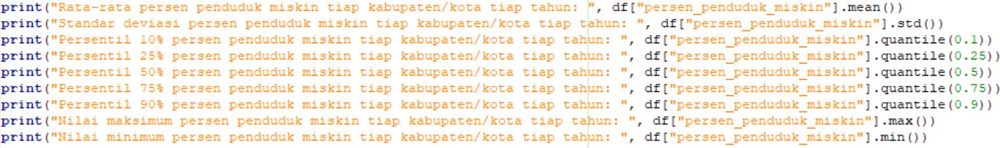 print("Rata-rata persen penduduk miskin tiap kabupaten/kota tiap tahun: ", df["persen_penduduk_miskin"].mean())
print("Standar deviasi persen penduduk miskin tiap kabupaten/kota tiap tahun: ", df["persen_penduduk_miskin"].std())
print("Persentil 10% persen penduduk miskin tiap kabupaten/kota tiap tahun: ", df["persen_penduduk_miskin"].quantile(0.1))
print("Persentil 25% persen penduduk miskin tiap kabupaten/kota tiap tahun: ", df["persen_penduduk_miskin"].quantile(0.25))
print("Persentil 50% persen penduduk miskin tiap kabupaten/kota tiap tahun: ", df["persen_penduduk_miskin"].quantile(0.5))
print("Persentil 75% persen penduduk miskin tiap kabupaten/kota tiap tahun: ", df["persen_penduduk_miskin"].quantile(0.75))
print("Persentil 90% persen penduduk miskin tiap kabupaten/kota tiap tahun: ", df["persen_penduduk_miskin"].quantile(0.9))
print("Nilai maksimum persen penduduk miskin tiap kabupaten/kota tiap tahun: ", df["persen_penduduk_miskin"].max())
print("Nilai minimum persen penduduk miskin tiap kabupaten/kota tiap tahun: ", df["persen_penduduk_miskin"].min())